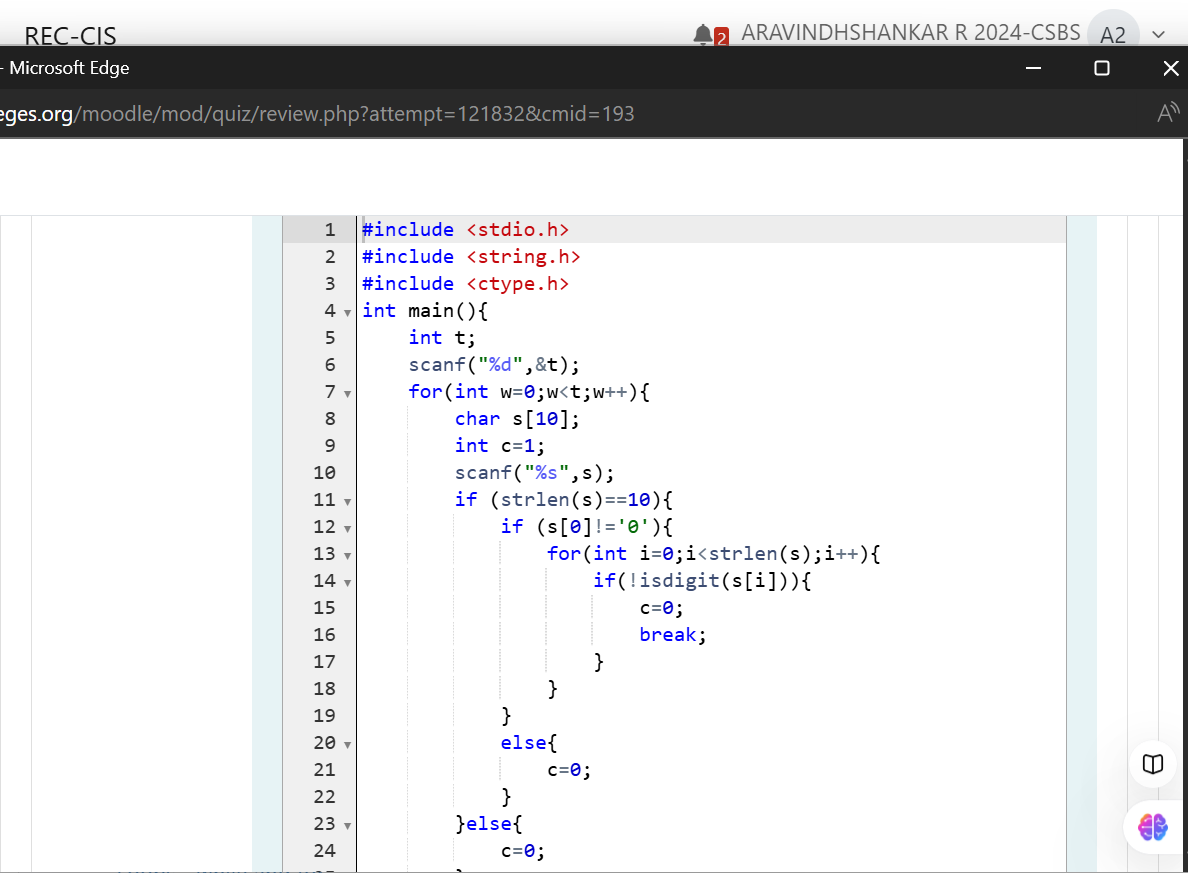 REC-CIS
2 ARAVINDHSHANKAR R 2024-CSBS A2
- Microsoft Edge
eges.org/moodle/mod/quiz/review.php?attempt=121832&cmid=193
1 #include <stdio.h>
2 #include <string.h>
3 #include <ctype.h>
4 int main(){
5     int t;
6     scanf("%d",&t);
7     for(int w=0;w<t;w++){
8         char s[10];
9         int c=1;
10         scanf("%s",s);
11         if (strlen(s)==10){
12             if (s[0]!='0'){
13                 for(int i=0;i<strlen(s);i++){
14                     if(!isdigit(s[i])){
15                         c=0;
16                         break;
17                     }
18                 }
19             }
20             else{
21                 c=0;
22             }
23         }else{
24             c=0;